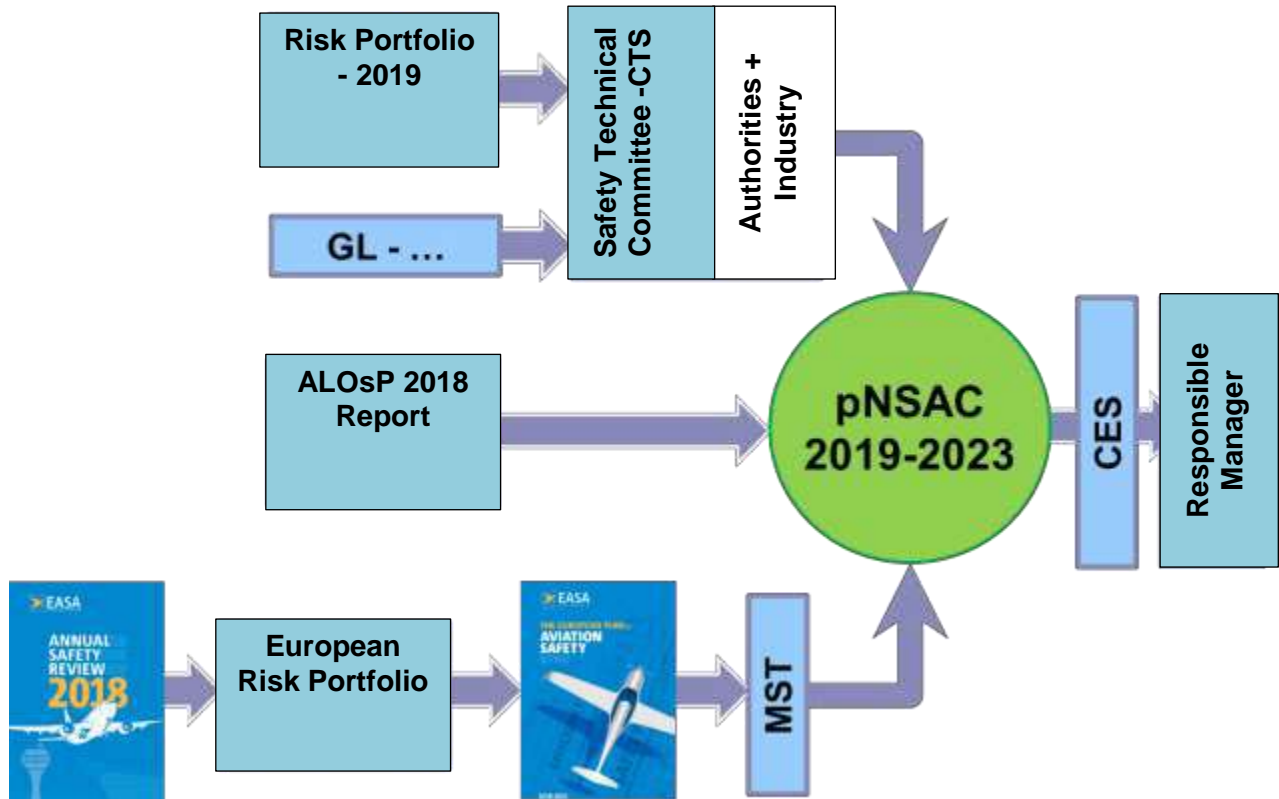 Risk Portfolio
- 2019
Safety Technical
Committee -CTS
Authorities +
Industry
GL - ...
ALOsP 2018
Report
pNSAC
2019-2023
CES
Responsible
Manager
EASA
ANNUAL
SAFETY
REVIEW
2018
European
Risk Portfolio
EASA
AVIATION
SAFETY
MST